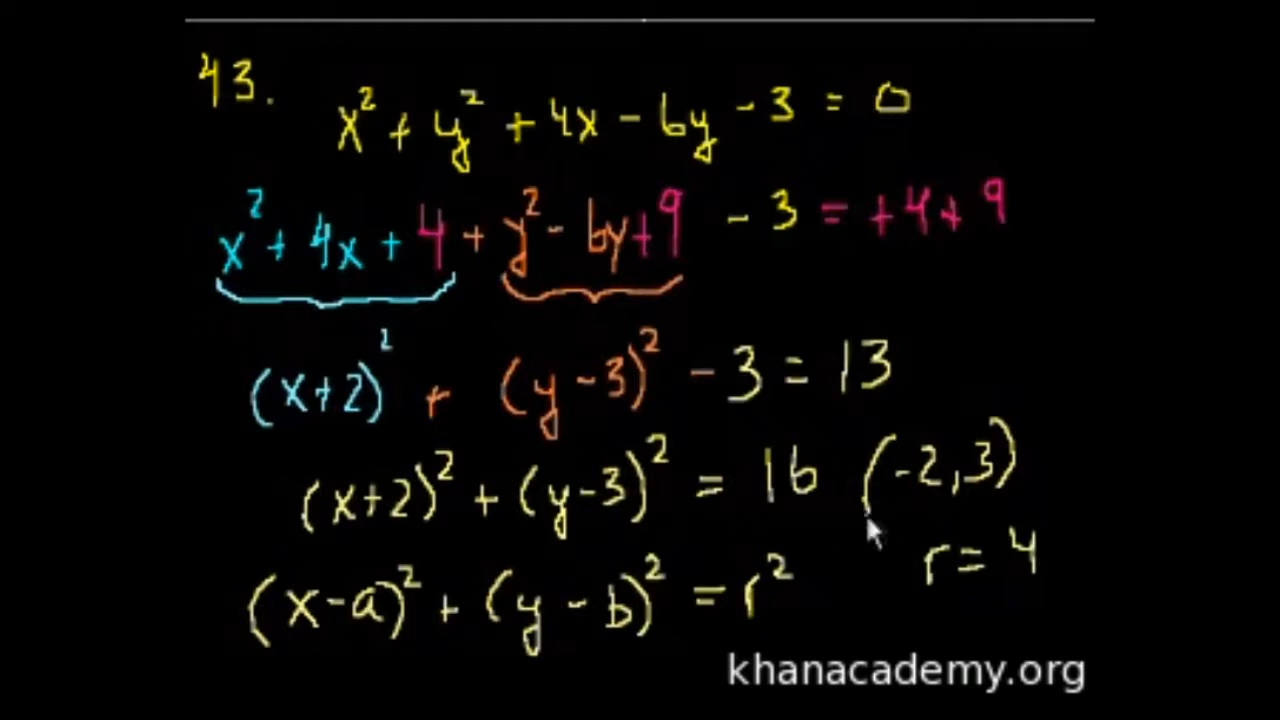 43. x² + y² + 4x - 6y - 3 = 0
x² + 4x + 4 + y² - 6y + 9 - 3 = +4+9
(x+2)² + (y-3)² - 3 = 13
(x+2)² + (y-3)² = 16 (-2,3)
r = 4
(x-a)² + (y-b)² = r²
khanacademy.org